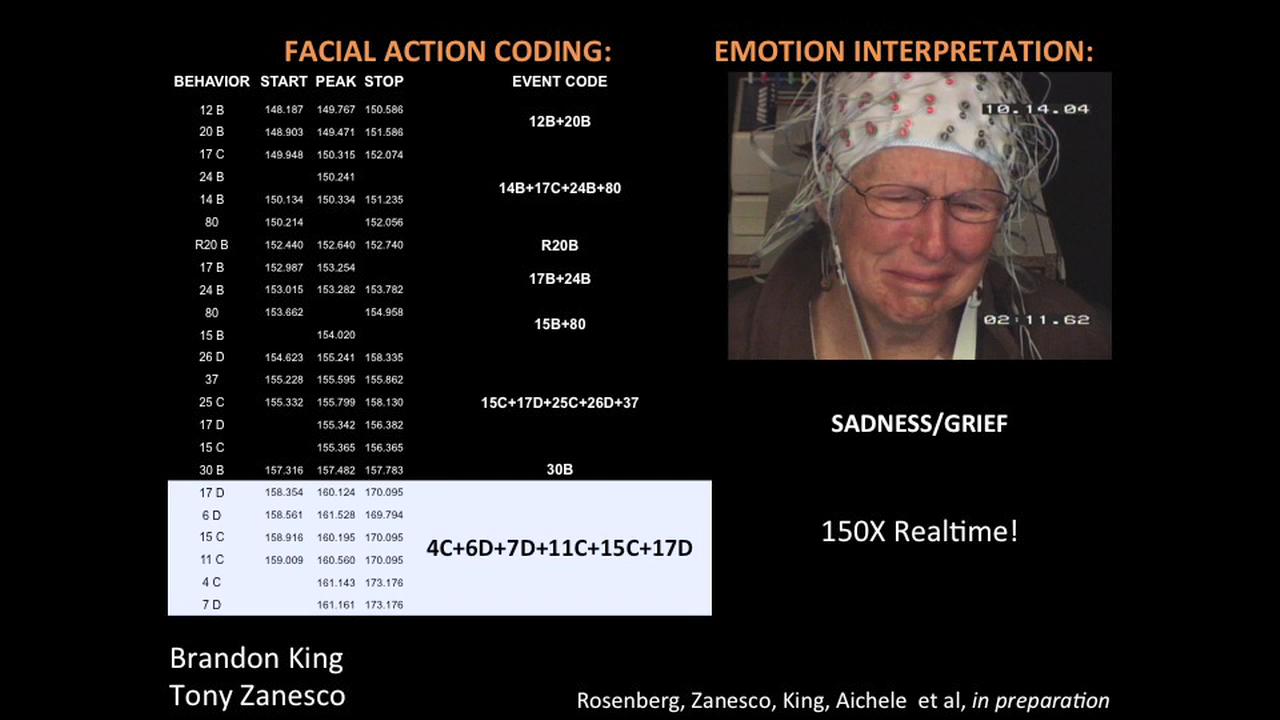 FACIAL ACTION CODING:
BEHAVIOR START PEAK STOP EVENT CODE
12 B 148.187 149.767 150.586
12B+20B
20 B 148.903 149.471 151.586
17 C 149.948 150.315 152.074
24 B 150.241
14B+17C+24B+80
14 B 150.134 150.334 151.235
80 150.214 152.056
R20 B 152.440 152.640 152.740 R20B
17 B 152.987 153.254
17B+24B
24 B 153.015 153.282 153.782
80 153.662 154.958
15B+80
15 B 154.020
26 D 154.623 155.241 158.335
37 155.228 155.595 155.862
25 C 155.332 155.799 158.130 15C+17D+25C+26D+37
17 D 155.342 156.382
15 C 155.365 156.365
30 B 157.316 157.482 157.783 30B
17 D 158.354 160.124 170.095
6 D 158.561 161.528 169.794
15 C 158.916 160.195 170.095
4C+6D+7D+11C+15C+17D
11 C 159.009 160.560 170.095
4 C 161.143 173.176
7 D 161.161 173.176
EMOTION INTERPRETATION:
10.14.04
02:11.62
SADNESS/GRIEF
150X Realtime!
Brandon King
Tony Zanesco
Rosenberg, Zanesco, King, Aichele et al, in preparation